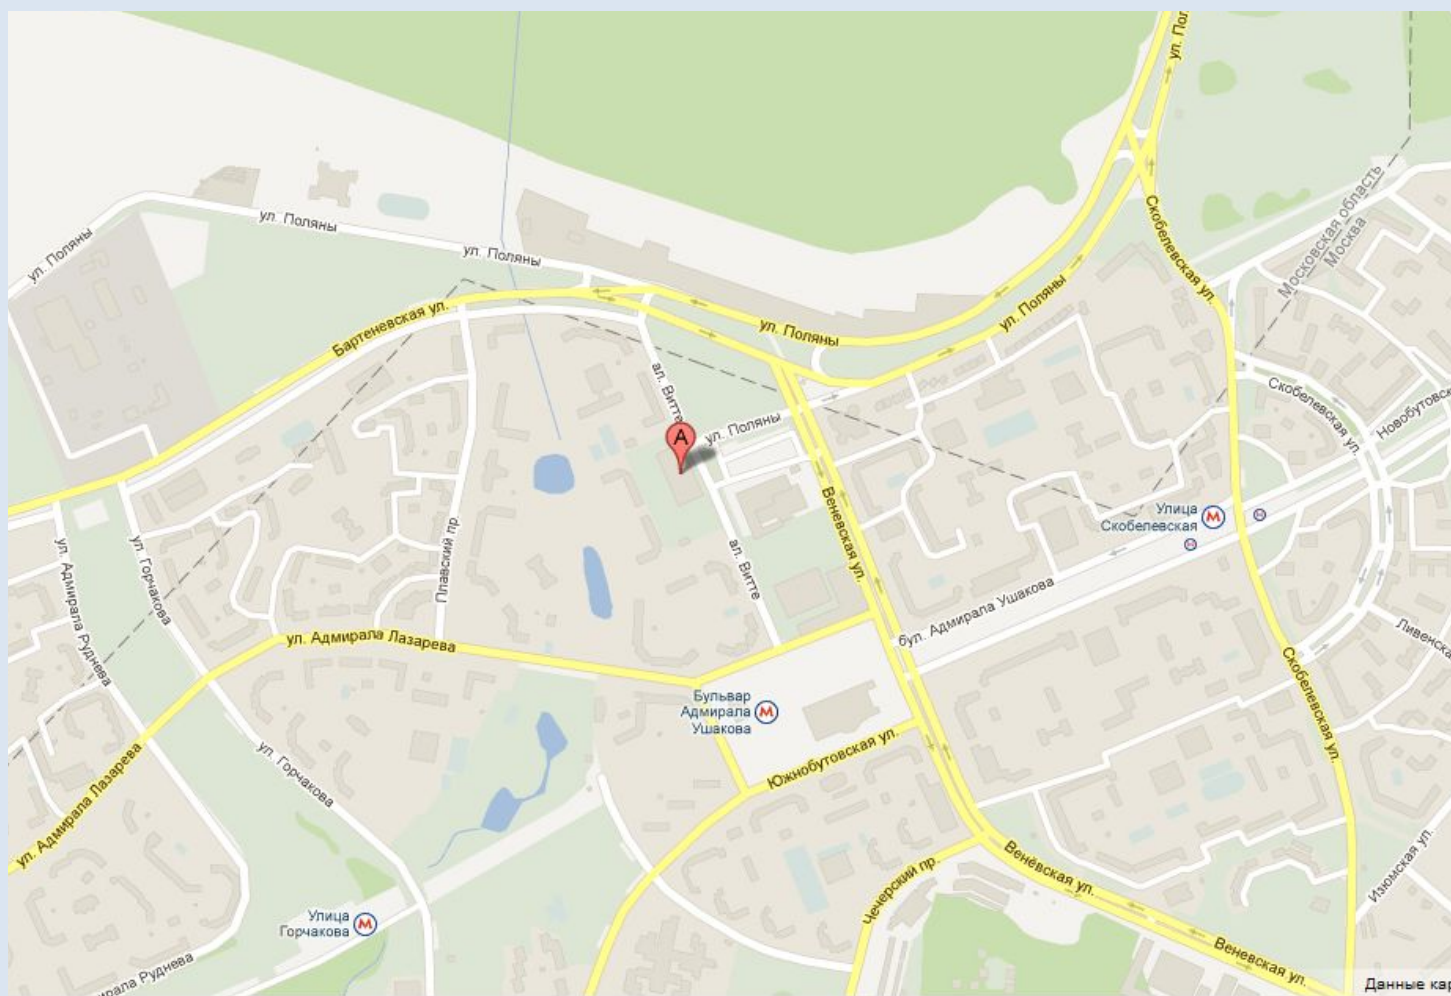 ул. Пол
ул. Поляны
ул. Поляны
ул. Поляны
Скобелевская ул.
Московская область
Москва
Бартеневская ул.
ул. Поляны
ул. Поляны
ал. Витте
A
ул. Поляны
Скобелевская ул.
Новобутовск
Улица
Скобелевская
М
Веневская ул.
Плавский пр.
ул. Горчакова
ул. Адмирала Руднева
ал. Витте
бул. Адмирала Ушакова
ул. Адмирала Лазарева
Ливенска
Скобелевская ул.
Бульвар
Адмирала
Ушакова
М
Южнобутовская ул.
ул. Горчакова
ул. Адмирала Лазарева
Венёвская ул.
Чечерский пр.
Изюмская ул.
Улица
Горчакова
М
Веневская ул.
ирала Руднева
Данные кар